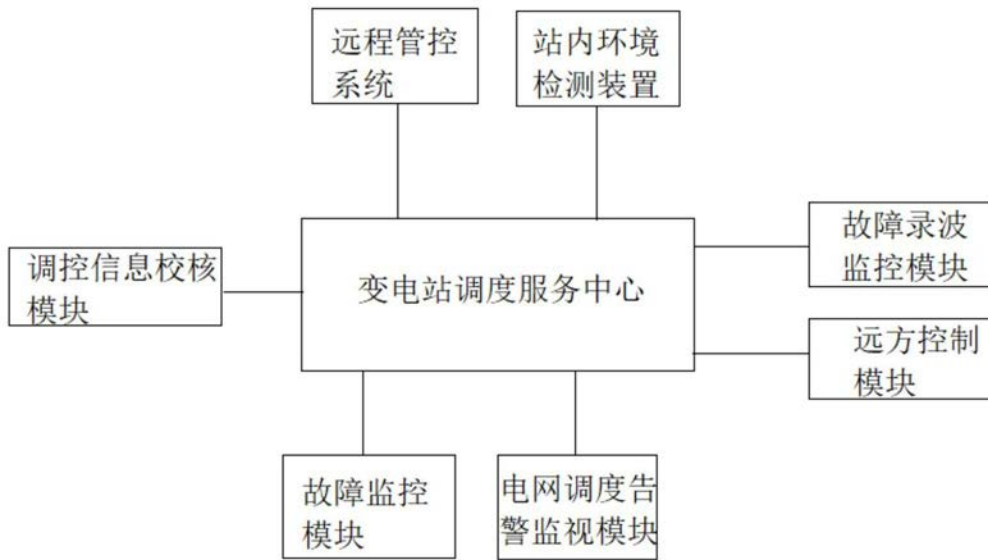 远程管控
系统
站内环境
检测装置
故障录波
监控模块
调控信息校核
模块
变电站调度服务中心
远方控制
模块
故障监控
模块
电网调度告
警监视模块